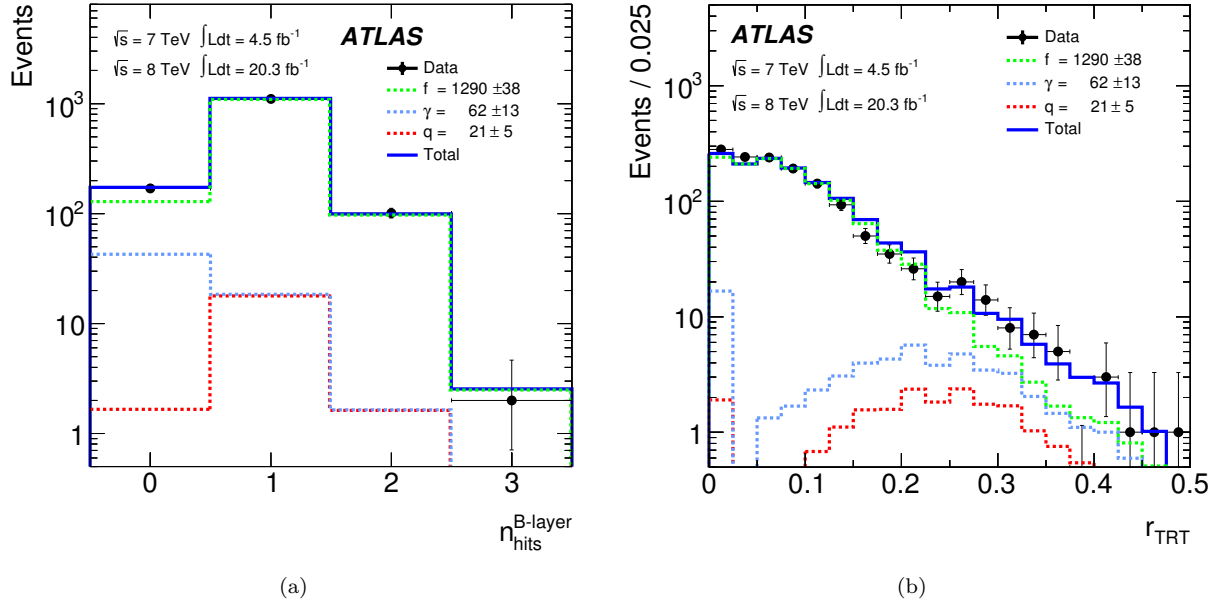 Events
10³
10²
10
1
√s = 7 TeV ∫Ldt = 4.5 fb⁻¹
√s = 8 TeV ∫Ldt = 20.3 fb⁻¹
ATLAS
Data
f = 1290 ±38
γ = 62 ±13
q = 21 ± 5
Total
0 1 2 3
n_hits^B-layer
(a)
Events / 0.025
10³
10²
10
1
ATLAS
√s = 7 TeV ∫Ldt = 4.5 fb⁻¹
√s = 8 TeV ∫Ldt = 20.3 fb⁻¹
Data
f = 1290 ±38
γ = 62 ±13
q = 21 ± 5
Total
0 0.1 0.2 0.3 0.4 0.5
r_TRT
(b)